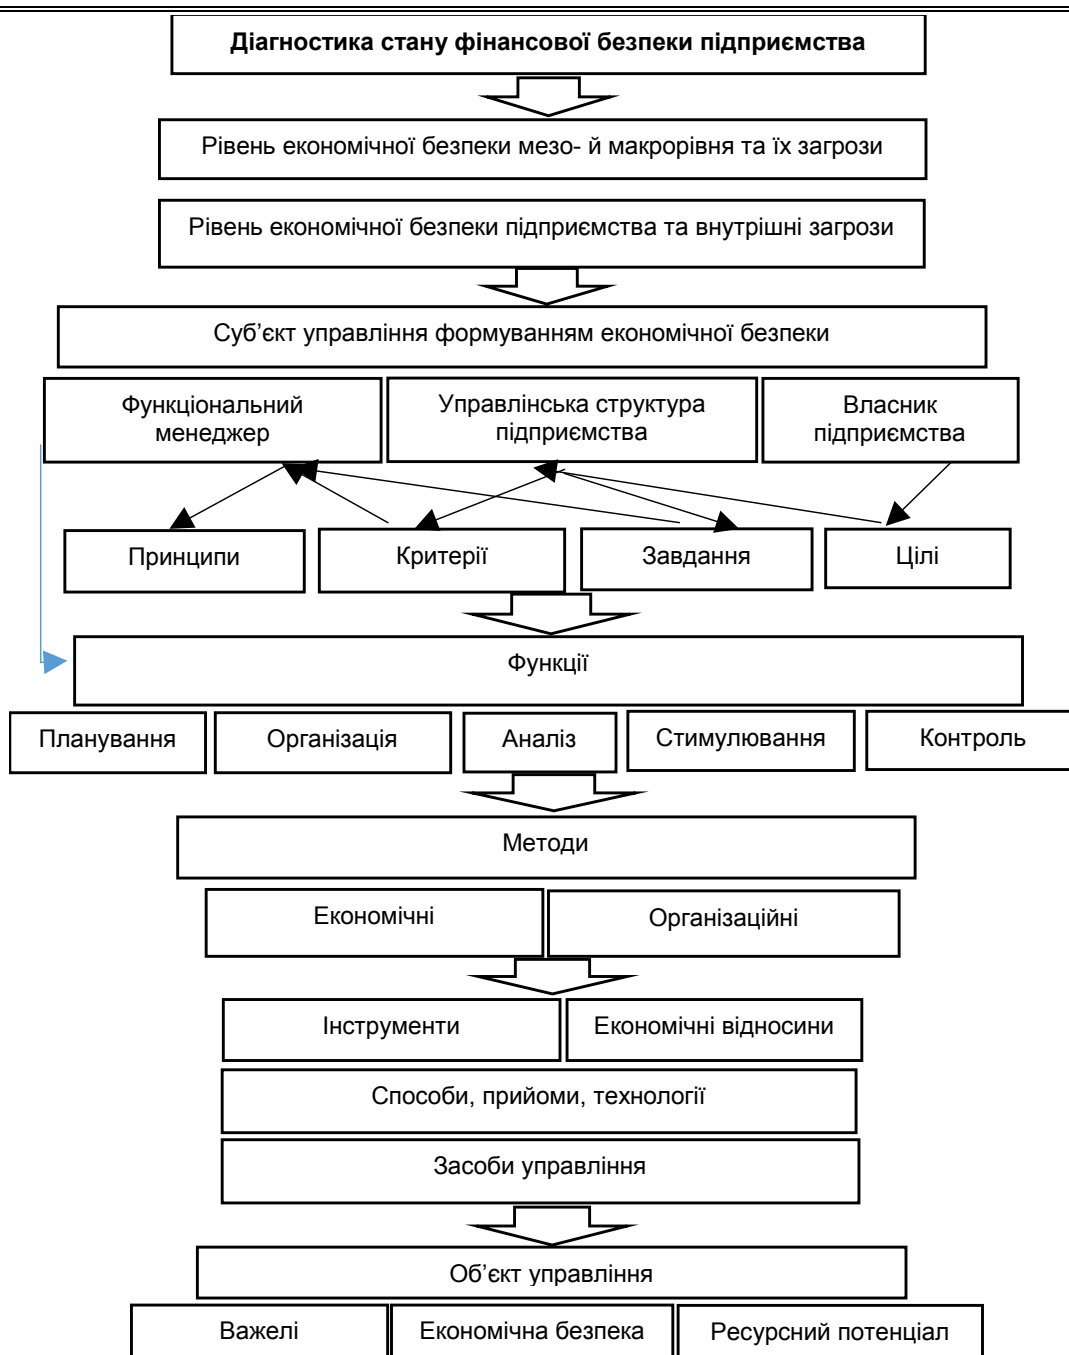 Діагностика стану фінансової безпеки підприємства
Рівень економічної безпеки мезо- й макрорівня та їх загрози
Рівень економічної безпеки підприємства та внутрішні загрози
Суб’єкт управління формуванням економічної безпеки
Функціональний
менеджер
Управлінська структура
підприємства
Власник
підприємства
Принципи
Критерії
Завдання
Цілі
Функції
Планування
Організація
Аналіз
Стимулювання
Контроль
Методи
Економічні
Організаційні
Інструменти
Економічні відносини
Способи, прийоми, технології
Засоби управління
Об’єкт управління
Важелі
Економічна безпека
Ресурсний потенціал